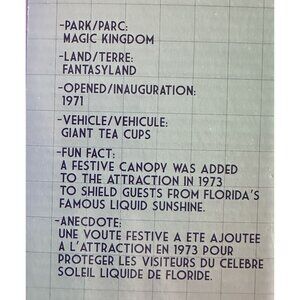 -PARK/PARC:
MAGIC KINGDOM
-LAND/TERRE:
FANTASYLAND
-OPENED/INAUGURATION:
1971
-VEHICLE/VEHICULE:
GIANT TEA CUPS
-FUN FACT:
A FESTIVE CANOPY WAS ADDED
TO THE ATTRACTION IN 1973
TO SHIELD GUESTS FROM FLORIDA'S
FAMOUS LIQUID SUNSHINE.
-ANECDOTE:
UNE VOUTE FESTIVE A ETE AJOUTEE
A L'ATTRACTION EN 1973 POUR
PROTEGER LES VISITEURS DU CELEBRE
SOLEIL LIQUIDE DE FLORIDE.